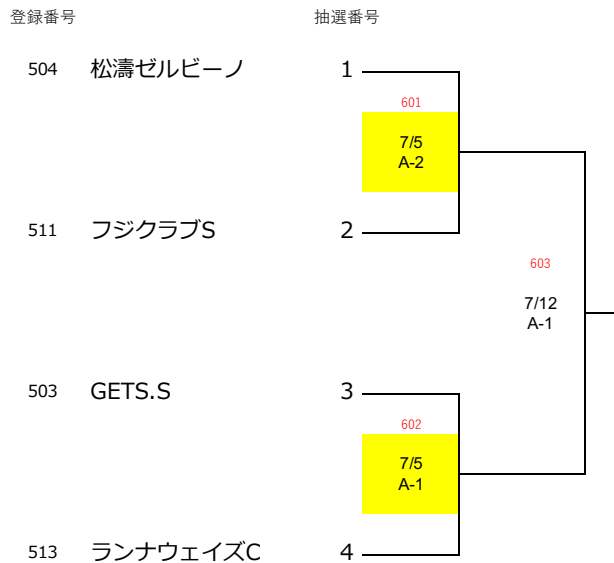 登録番号 抽選番号
504 松濤ゼルビーノ 1
601
7/5
A-2
511 フジクラブS 2
603
7/12
A-1
503 GETS.S 3
602
7/5
A-1
513 ランナウェイズC 4